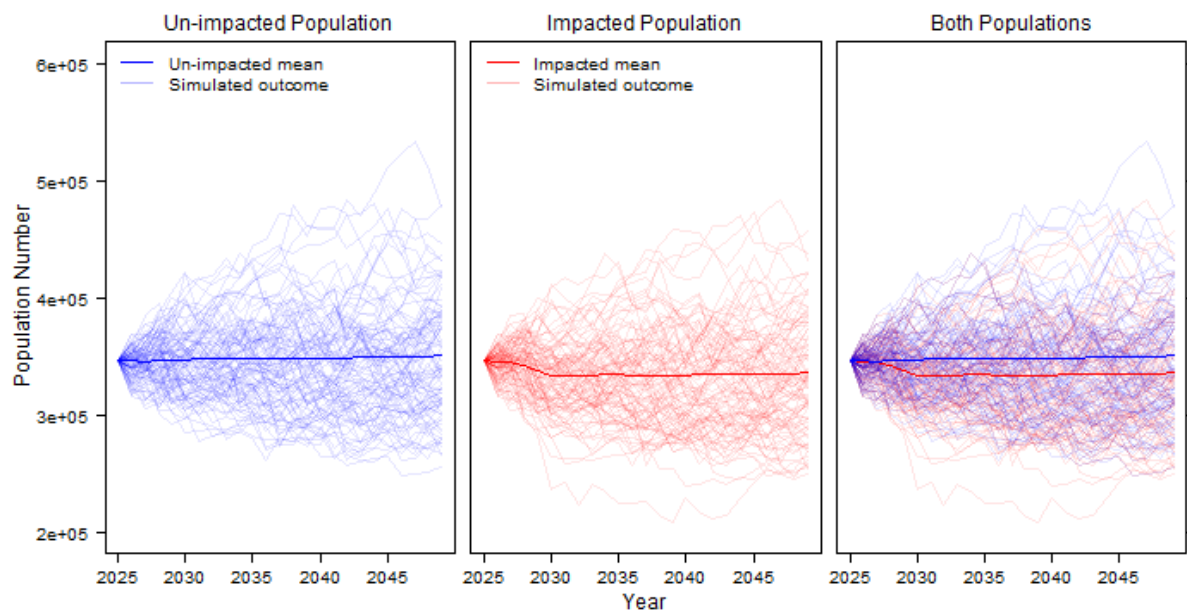 Un-impacted Population
Impacted Population
Both Populations
Un-impacted mean
Simulated outcome
Impacted mean
Simulated outcome
6e+05
5e+05
4e+05
3e+05
2e+05
Population Number
2025 2030 2035 2040 2045
2025 2030 2035 2040 2045
2025 2030 2035 2040 2045
Year